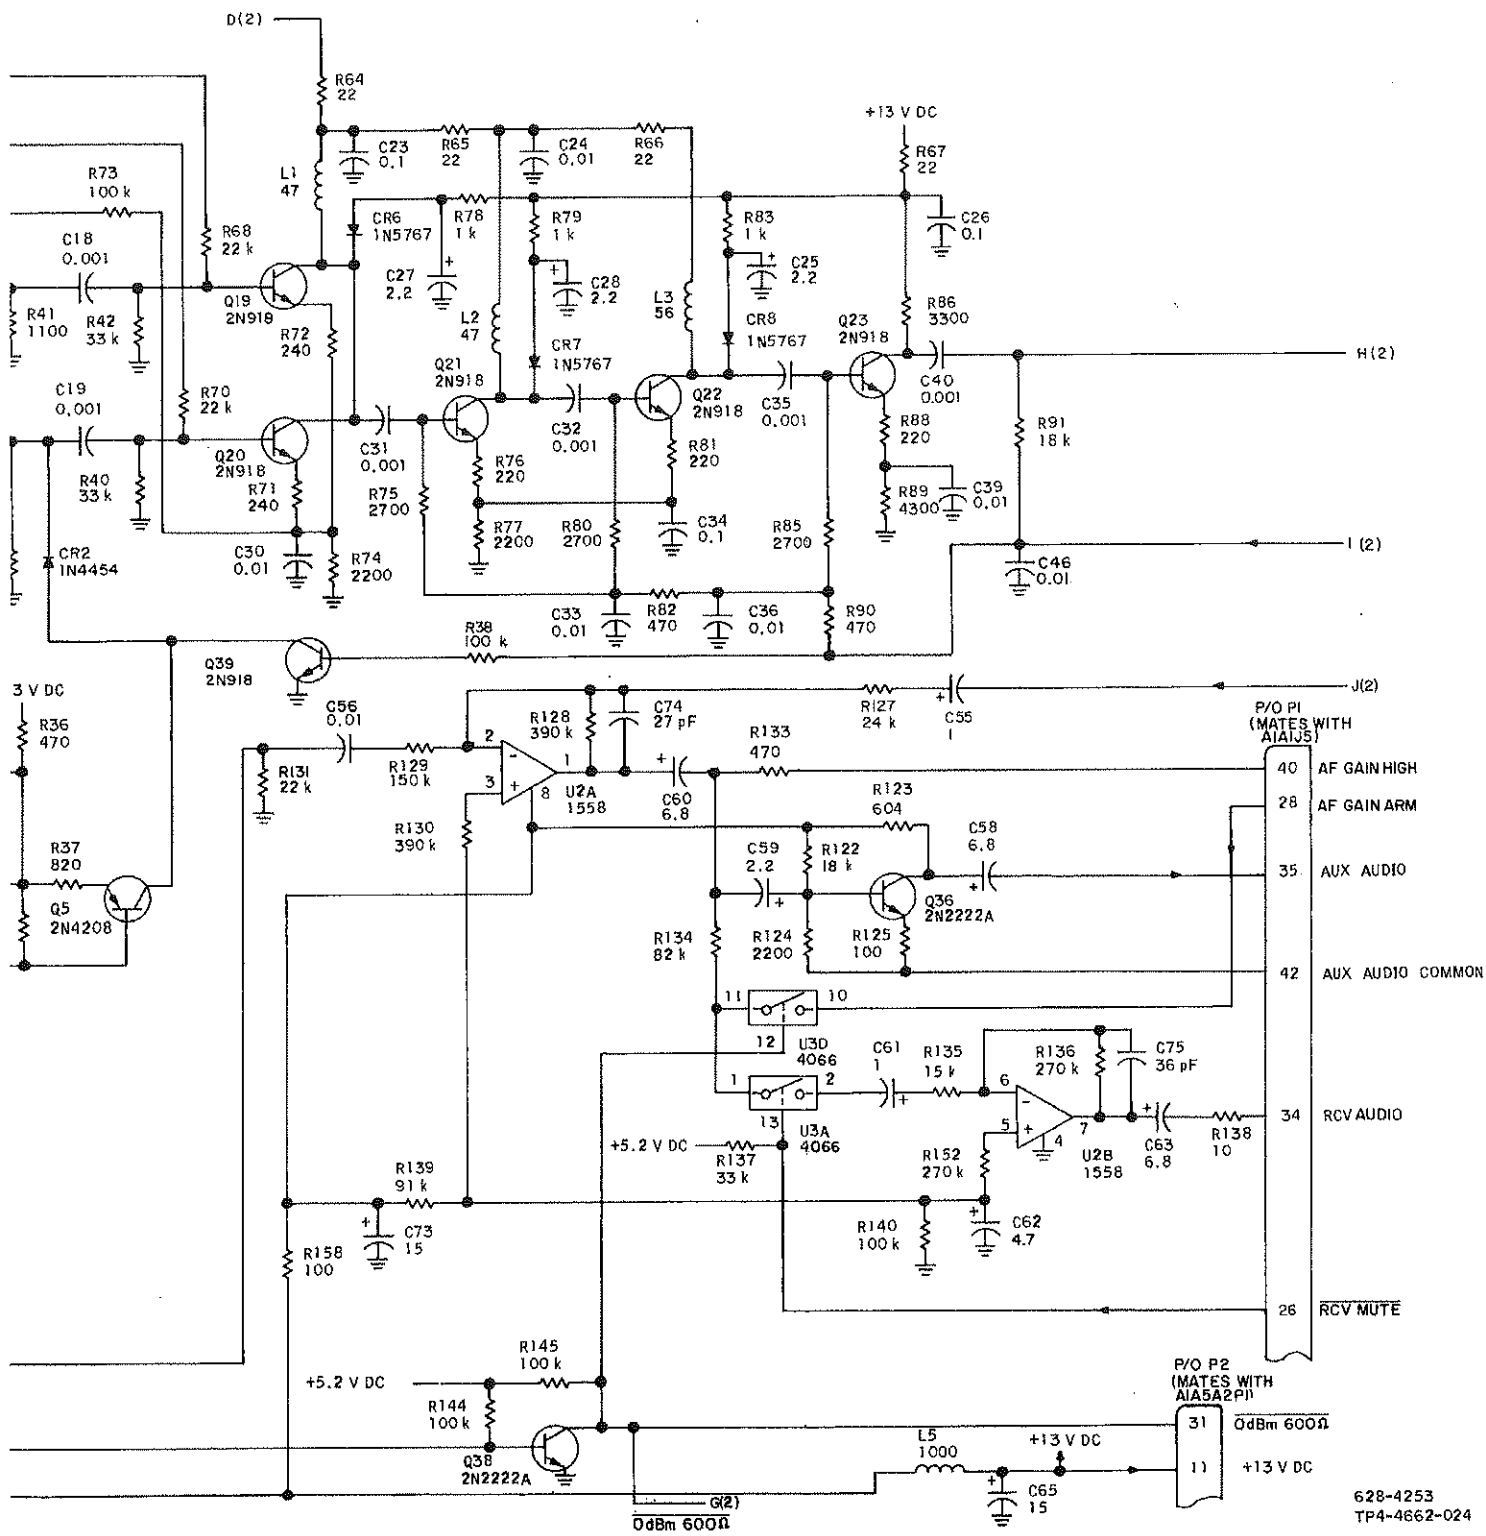 D(2)
R64
22
+13 V DC
C23
0.1
R65
22
C24
0.01
R66
22
R67
22
R73
100 k
L1
47
R68
22 k
CR6
1N5767
R78
1 k
R79
1 k
R83
1 k
C26
0.1
C18
0.001
C27
2.2
C28
2.2
C25
2.2
R41
1100
R42
33 k
Q19
2N918
R72
240
L2
47
L3
56
CR8
1N5767
Q23
2N918
R86
3300
CR7
1N5767
H(2)
C19
0.001
R70
22 k
Q21
2N918
Q22
2N918
C35
0.001
C40
0.001
R88
220
R91
18 k
R40
33 k
Q20
2N918
C31
0.001
C32
0.001
R76
220
R81
220
R71
240
R75
2700
R77
2200
R80
2700
C34
0.1
R85
2700
R89
4300
C39
0.01
CR2
1N4454
C30
0.01
R74
2200
I(2)
C46
0.01
C33
0.01
R82
470
C36
0.01
R90
470
R38
100 k
Q39
2N918
3 V DC
J(2)
R36
470
C56
0.01
R128
390 k
C74
27 pF
R127
24 k
C55
1
P/O P1
(MATES WITH
A1A1J5)
R133
470
R131
22 k
R129
150 k
2
3
1
8
U2A
1558
C60
6.8
40 AF GAIN HIGH
28 AF GAIN ARM
R123
604
R130
390 k
C59
2.2
R122
18 k
C58
6.8
R37
820
35 AUX AUDIO
Q5
2N4208
Q36
2N2222A
R134
82 k
R124
2200
R125
100
42 AUX AUDIO COMMON
11
10
12
U3D
4066
C61
1
R135
15 k
R136
270 k
C75
36 pF
1
2
13
U3A
4066
6
5
4
7
U2B
1558
C63
6.8
R138
10
34 RCV AUDIO
+5.2 V DC
R137
33 k
R152
270 k
R139
91 k
C73
15
R140
100 k
C62
4.7
R158
100
26 RCV MUTE
R145
100 k
+5.2 V DC
P/O P2
(MATES WITH
A1A5A2P1)
R144
100 k
31 0dBm 600Ω
Q38
2N2222A
L5
1000
+13 V DC
11 +13 V DC
C65
15
G(2)
0dBm 600Ω
628-4253
TP4-4662-024